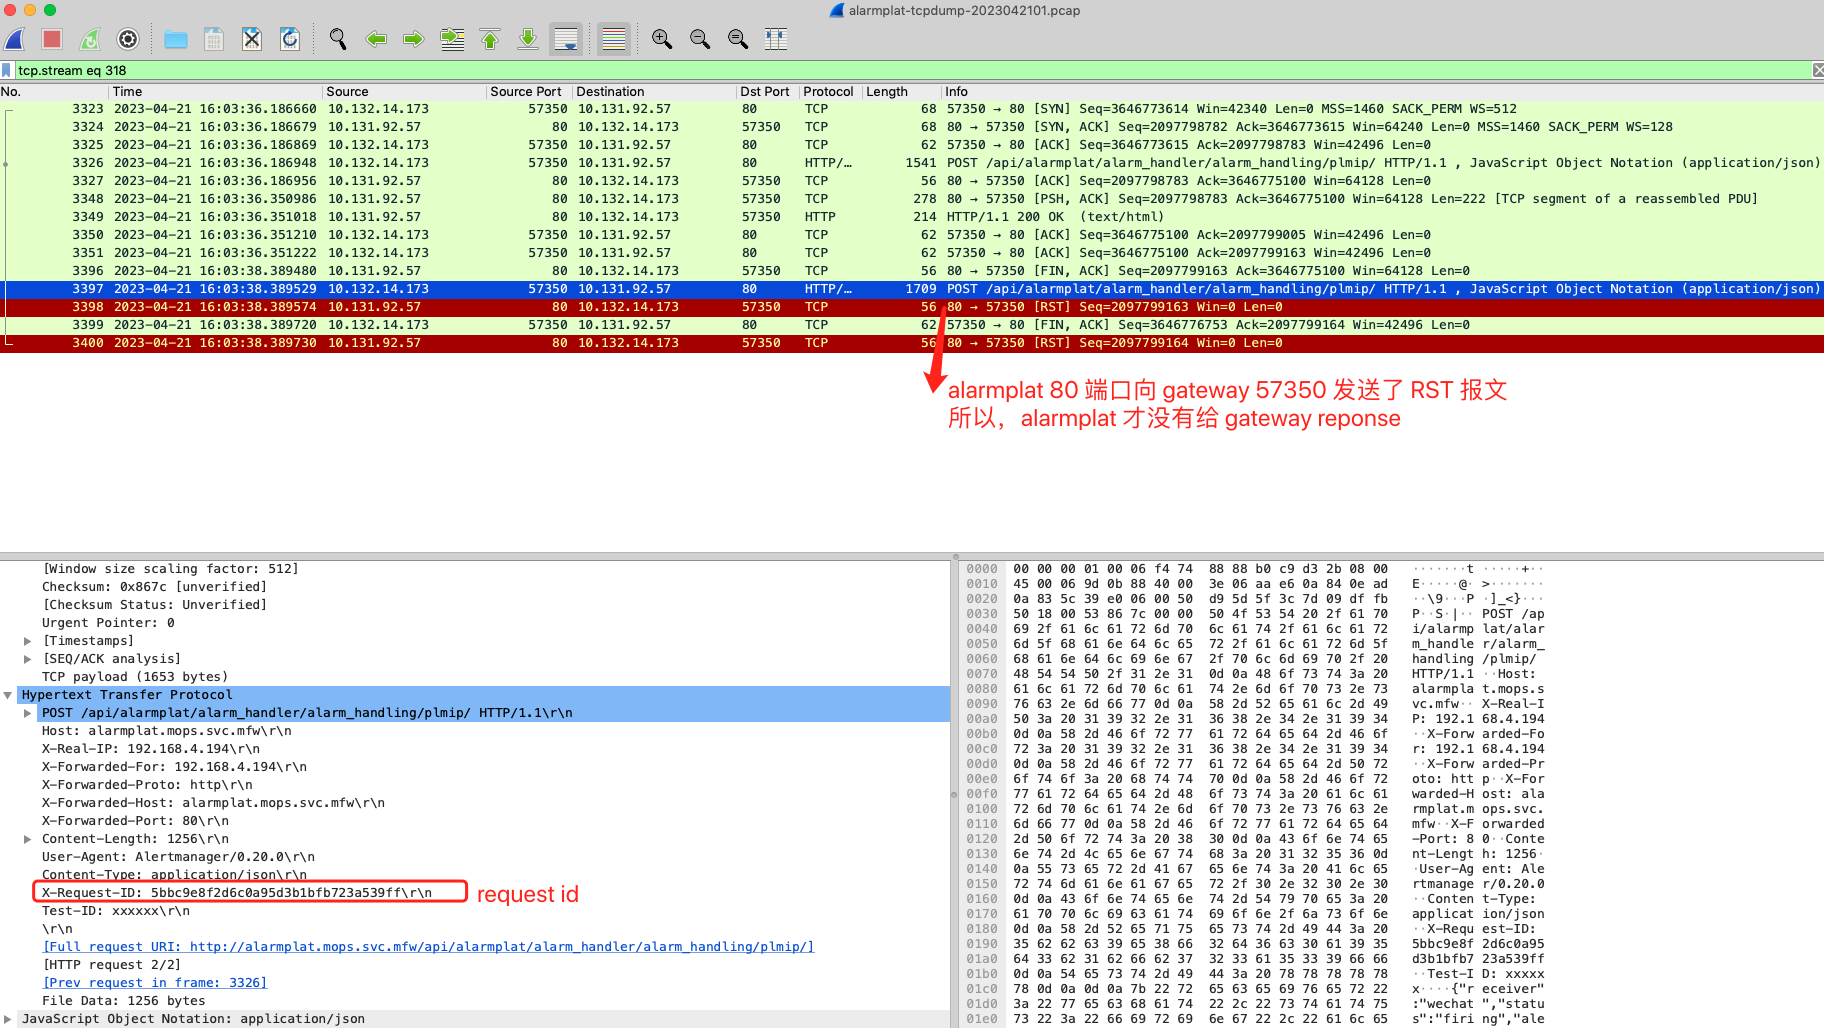 alarmplat-tcpdump-2023042101.pcap
tcp.stream eq 318
No. Time Source Source Port Destination Dst Port Protocol Length Info
3323 2023-04-21 16:03:36.186660 10.132.14.173 57350 10.131.92.57 80 TCP 68 57350 → 80 [SYN] Seq=3646773614 Win=42340 Len=0 MSS=1460 SACK_PERM WS=512
3324 2023-04-21 16:03:36.186679 10.131.92.57 80 10.132.14.173 57350 TCP 68 80 → 57350 [SYN, ACK] Seq=2097798782 Ack=3646773615 Win=64240 Len=0 MSS=1460 SACK_PERM WS=128
3325 2023-04-21 16:03:36.186869 10.132.14.173 57350 10.131.92.57 80 TCP 62 57350 → 80 [ACK] Seq=3646773615 Ack=2097798783 Win=42496 Len=0
3326 2023-04-21 16:03:36.186948 10.132.14.173 57350 10.131.92.57 80 HTTP/… 1541 POST /api/alarmplat/alarm_handler/alarm_handling/plmip/ HTTP/1.1 , JavaScript Object Notation (application/json)
3327 2023-04-21 16:03:36.186956 10.131.92.57 80 10.132.14.173 57350 TCP 56 80 → 57350 [ACK] Seq=2097798783 Ack=3646775100 Win=64128 Len=0
3348 2023-04-21 16:03:36.350986 10.131.92.57 80 10.132.14.173 57350 TCP 278 80 → 57350 [PSH, ACK] Seq=2097798783 Ack=3646775100 Win=64128 Len=222 [TCP segment of a reassembled PDU]
3349 2023-04-21 16:03:36.351018 10.131.92.57 80 10.132.14.173 57350 HTTP 214 HTTP/1.1 200 OK (text/html)
3350 2023-04-21 16:03:36.351210 10.132.14.173 57350 10.131.92.57 80 TCP 62 57350 → 80 [ACK] Seq=3646775100 Ack=2097799005 Win=42496 Len=0
3351 2023-04-21 16:03:36.351222 10.132.14.173 57350 10.131.92.57 80 TCP 62 57350 → 80 [ACK] Seq=3646775100 Ack=2097799163 Win=42496 Len=0
3396 2023-04-21 16:03:38.389480 10.131.92.57 80 10.132.14.173 57350 TCP 56 80 → 57350 [FIN, ACK] Seq=2097799163 Ack=3646775100 Win=64128 Len=0
3397 2023-04-21 16:03:38.389529 10.132.14.173 57350 10.131.92.57 80 HTTP/… 1709 POST /api/alarmplat/alarm_handler/alarm_handling/plmip/ HTTP/1.1 , JavaScript Object Notation (application/json)
3398 2023-04-21 16:03:38.389574 10.131.92.57 80 10.132.14.173 57350 TCP 56 80 → 57350 [RST] Seq=2097799163 Win=0 Len=0
3399 2023-04-21 16:03:38.389720 10.132.14.173 57350 10.131.92.57 80 TCP 62 57350 → 80 [FIN, ACK] Seq=3646776753 Ack=2097799164 Win=42496 Len=0
3400 2023-04-21 16:03:38.389730 10.131.92.57 80 10.132.14.173 57350 TCP 56 80 → 57350 [RST] Seq=2097799164 Win=0 Len=0
alarmplat 80 端口向 gateway 57350 发送了 RST 报文
所以，alarmplat 才没有给 gateway reponse
[Window size scaling factor: 512]
Checksum: 0x867c [unverified]
[Checksum Status: Unverified]
Urgent Pointer: 0
[Timestamps]
[SEQ/ACK analysis]
TCP payload (1653 bytes)
Hypertext Transfer Protocol
POST /api/alarmplat/alarm_handler/alarm_handling/plmip/ HTTP/1.1\r\n
Host: alarmplat.mops.svc.mfw\r\n
X-Real-IP: 192.168.4.194\r\n
X-Forwarded-For: 192.168.4.194\r\n
X-Forwarded-Proto: http\r\n
X-Forwarded-Host: alarmplat.mops.svc.mfw\r\n
X-Forwarded-Port: 80\r\n
Content-Length: 1256\r\n
User-Agent: Alertmanager/0.20.0\r\n
Content-Type: application/json\r\n
X-Request-ID: 5bbc9e8f2d6c0a95d3b1bfb723a539ff\r\n
request id
Test-ID: xxxxxx\r\n
\r\n
[Full request URI: http://alarmplat.mops.svc.mfw/api/alarmplat/alarm_handler/alarm_handling/plmip/]
[HTTP request 2/2]
[Prev request in frame: 3326]
File Data: 1256 bytes
JavaScript Object Notation: application/json
0000 00 00 00 01 00 06 f4 74 88 88 b0 c9 d3 2b 08 00 ·······t ·····+··
0010 45 00 06 9d 0b 88 40 00 3e 06 aa e6 0a 84 0e ad E·····@· >·······
0020 0a 83 5c 39 e0 06 00 50 d9 5d 5f 3c 7d 09 df fb ··\9···P ·]_<}···
0030 50 18 00 53 86 7c 00 00 50 4f 53 54 20 2f 61 70 P··S·|·· POST /ap
0040 69 2f 61 6c 61 72 6d 70 6c 61 74 2f 61 6c 61 72 i/alarmp lat/alar
0050 6d 5f 68 61 6e 64 6c 65 72 2f 61 6c 61 72 6d 5f m_handle r/alarm_
0060 68 61 6e 64 6c 69 6e 67 2f 70 6c 6d 69 70 2f 20 handling /plmip/
0070 48 54 54 50 2f 31 2e 31 0d 0a 48 6f 73 74 3a 20 HTTP/1.1 ··Host:
0080 61 6c 61 72 6d 70 6c 61 74 2e 6d 6f 70 73 2e 73 alarmpla t.mops.s
0090 76 63 2e 6d 66 77 0d 0a 58 2d 52 65 61 6c 2d 49 vc.mfw·· X-Real-I
00a0 50 3a 20 31 39 32 2e 31 36 38 2e 34 2e 31 39 34 P: 192.1 68.4.194
00b0 0d 0a 58 2d 46 6f 72 77 61 72 64 65 64 2d 46 6f ··X-Forw arded-Fo
00c0 72 3a 20 31 39 32 2e 31 36 38 2e 34 2e 31 39 34 r: 192.1 68.4.194
00d0 0d 0a 58 2d 46 6f 72 77 61 72 64 65 64 2d 50 72 ··X-Forw arded-Pr
00e0 6f 74 6f 3a 20 68 74 74 70 0d 0a 58 2d 46 6f 72 oto: htt p··X-For
00f0 77 61 72 64 65 64 2d 48 6f 73 74 3a 20 61 6c 61 warded-H ost: ala
0100 72 6d 70 6c 61 74 2e 6d 6f 70 73 2e 73 76 63 2e rmplat.m ops.svc.
0110 6d 66 77 0d 0a 58 2d 46 6f 72 77 61 72 64 65 64 mfw··X-F orwarded
0120 2d 50 6f 72 74 3a 20 38 30 0d 0a 43 6f 6e 74 65 -Port: 8 0··Conte
0130 6e 74 2d 4c 65 6e 67 74 68 3a 20 31 32 35 36 0d nt-Lengt h: 1256·
0140 0a 55 73 65 72 2d 41 67 65 6e 74 3a 20 41 6c 65 ·User-Ag ent: Ale
0150 72 74 6d 61 6e 61 67 65 72 2f 30 2e 32 30 2e 30 rtmanage r/0.20.0
0160 0d 0a 43 6f 6e 74 65 6e 74 2d 54 79 70 65 3a 20 ··Conten t-Type:
0170 61 70 70 6c 69 63 61 74 69 6f 6e 2f 6a 73 6f 6e applicat ion/json
0180 0d 0a 58 2d 52 65 71 75 65 73 74 2d 49 44 3a 20 ··X-Requ est-ID:
0190 35 62 62 63 39 65 38 66 32 64 36 63 30 61 39 35 5bbc9e8f 2d6c0a95
01a0 64 33 62 31 62 66 62 37 32 33 61 35 33 39 66 66 d3b1bfb7 23a539ff
01b0 0d 0a 54 65 73 74 2d 49 44 3a 20 78 78 78 78 78 ··Test-I D: xxxxx
01c0 78 0d 0a 0d 0a 7b 22 72 65 63 65 69 76 65 72 22 x····{"r eceiver"
01d0 3a 22 77 65 63 68 61 74 22 2c 22 73 74 61 74 75 :"wechat ","statu
01e0 73 22 3a 22 66 69 72 69 6e 67 22 2c 22 61 6c 65 s":"firi ng","ale